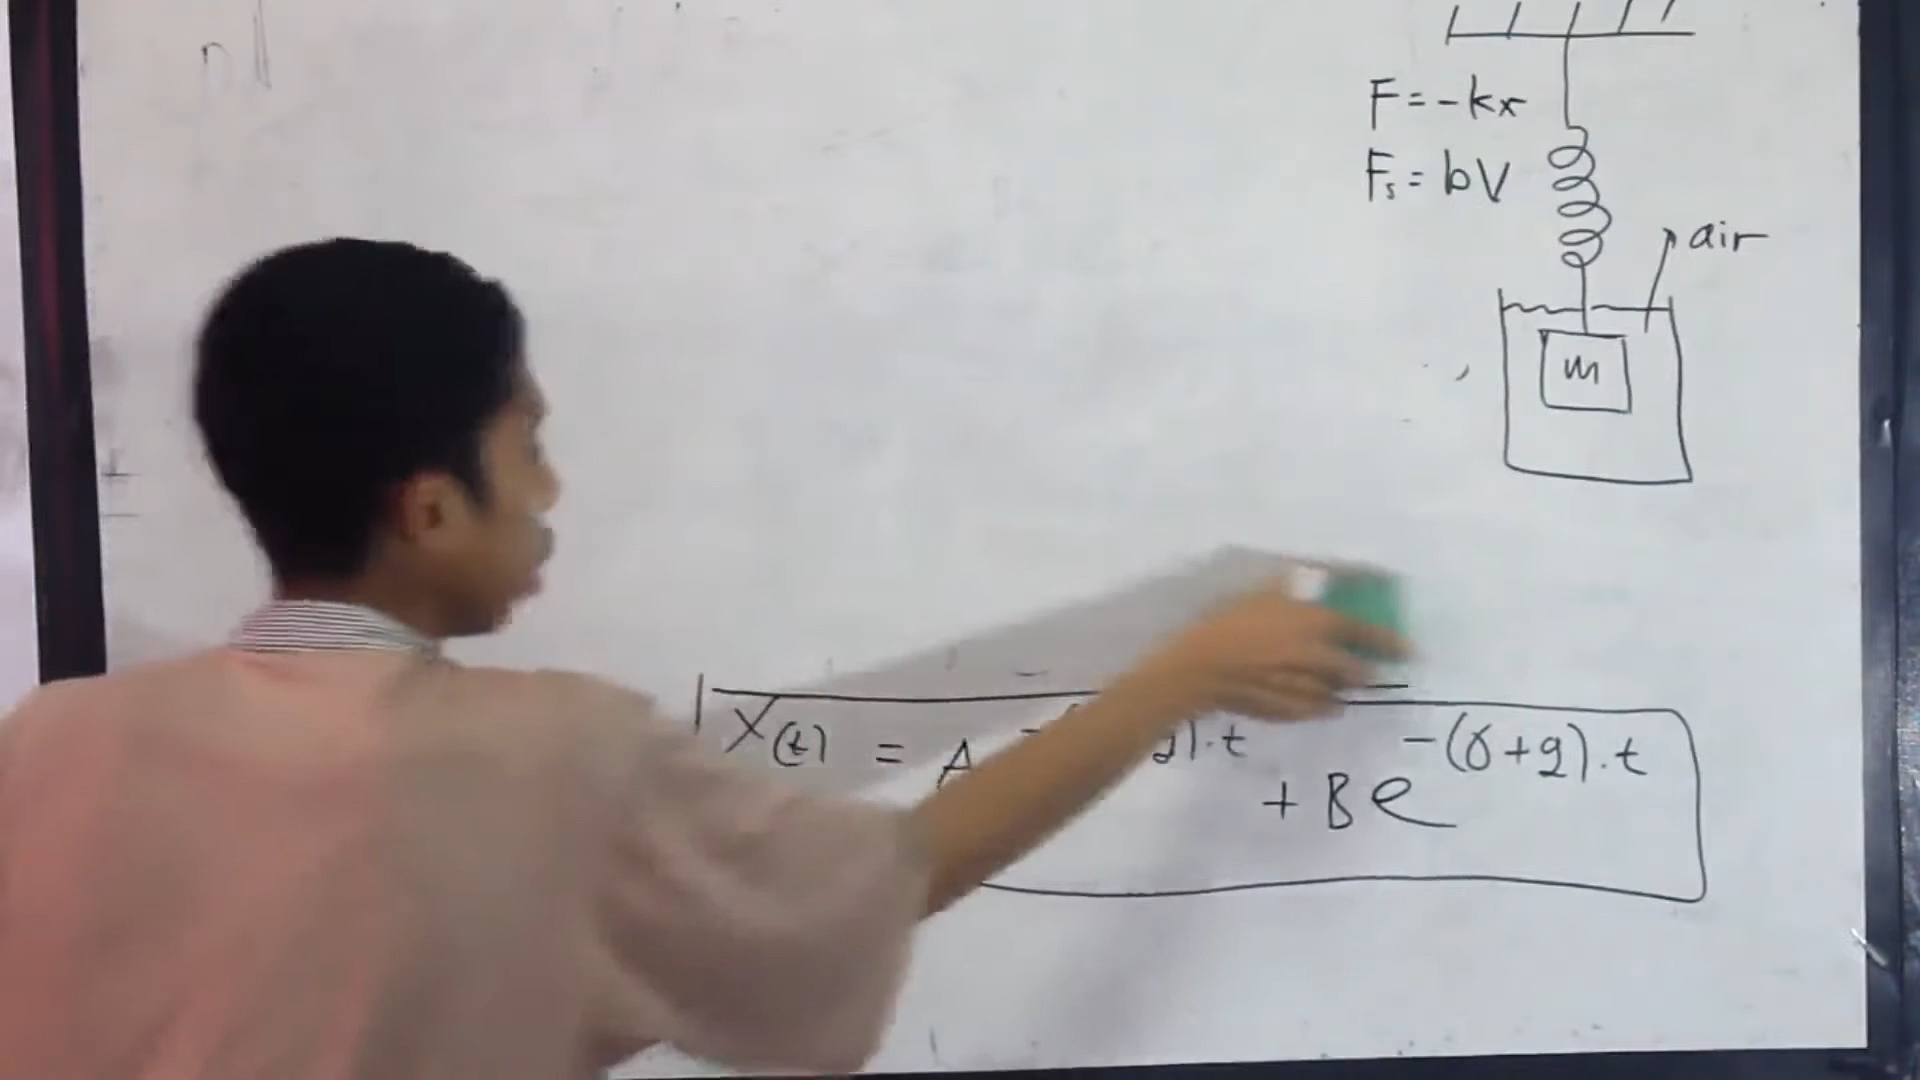 F=-kx
Fs=bV
air
m
X(t) = A ).t + Be^-(γ+q).t